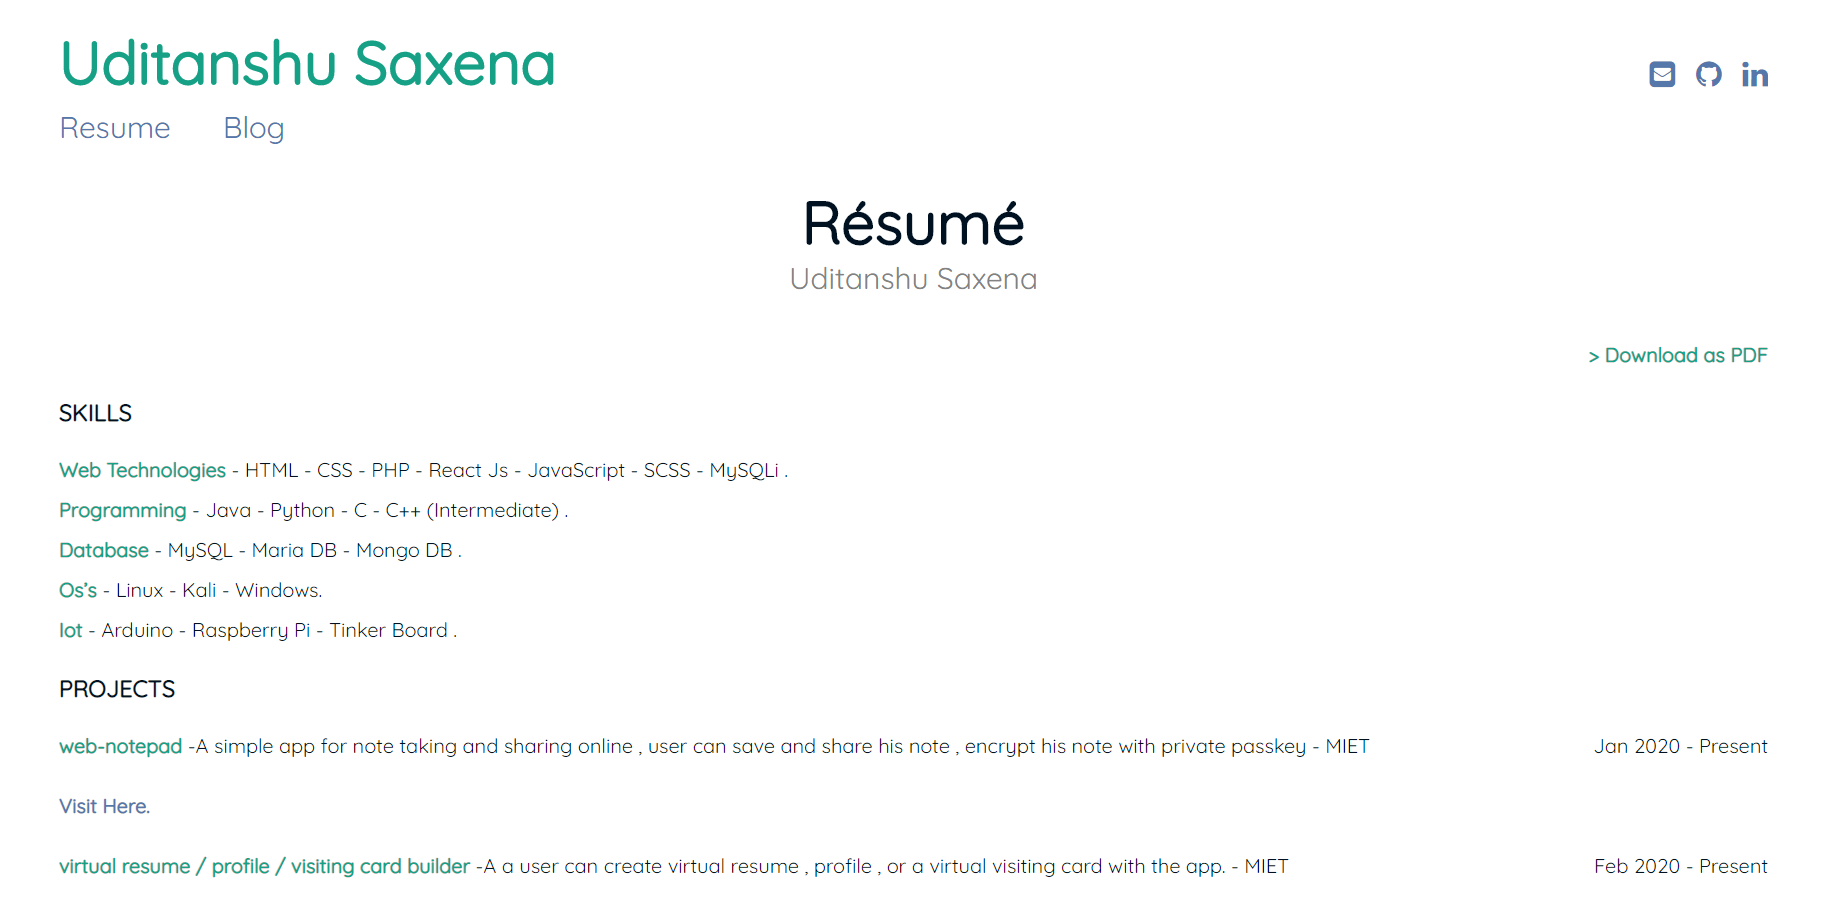 Uditanshu Saxena
Resume Blog
Résumé
Uditanshu Saxena
> Download as PDF
SKILLS
Web Technologies - HTML - CSS - PHP - React Js - JavaScript - SCSS - MySQLi .
Programming - Java - Python - C - C++ (Intermediate) .
Database - MySQL - Maria DB - Mongo DB .
Os's - Linux - Kali - Windows.
Iot - Arduino - Raspberry Pi - Tinker Board .
PROJECTS
web-notepad -A simple app for note taking and sharing online , user can save and share his note , encrypt his note with private passkey - MIET Jan 2020 - Present
Visit Here.
virtual resume / profile / visiting card builder -A a user can create virtual resume , profile , or a virtual visiting card with the app. - MIET Feb 2020 - Present